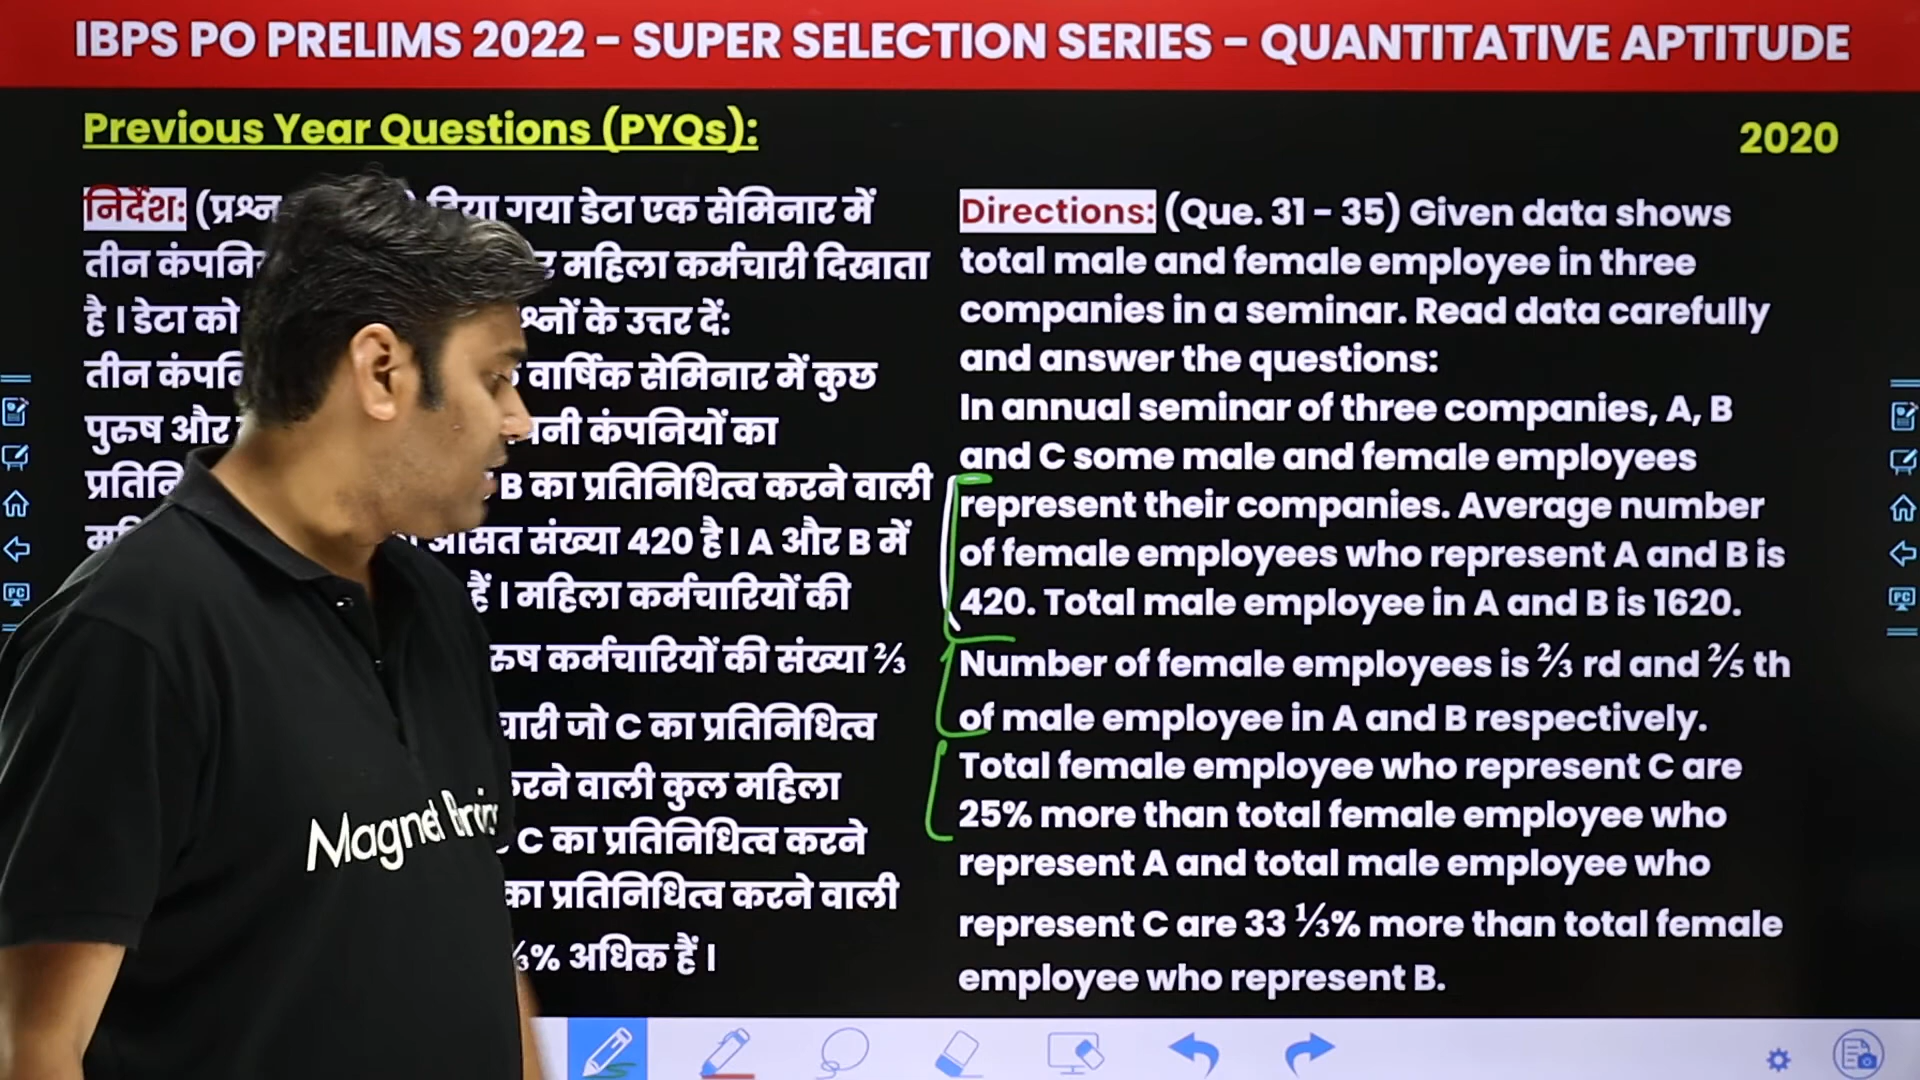 IBPS PO PRELIMS 2022 - SUPER SELECTION SERIES - QUANTITATIVE APTITUDE
Previous Year Questions (PYQs):
2020
निर्देश: (प्रश्न गया डेटा एक सेमिनार में
तीन महिला कर्मचारी दिखाता
है । डेटा को के उत्तर दें:
तीन वार्षिक सेमिनार में कुछ
पुरुष और कंपनियों का
B का प्रतिनिधित्व करने वाली
संख्या 420 है । A और B में
हैं । महिला कर्मचारियों की
कर्मचारियों की संख्या ⅔
जो C का प्रतिनिधित्व
वाली कुल महिला
C का प्रतिनिधित्व करने
का प्रतिनिधित्व करने वाली
अधिक हैं ।
Directions: (Que. 31 - 35) Given data shows
total male and female employee in three
companies in a seminar. Read data carefully
and answer the questions:
In annual seminar of three companies, A, B
and C some male and female employees
represent their companies. Average number
of female employees who represent A and B is
420. Total male employee in A and B is 1620.
Number of female employees is ⅔ rd and ⅖ th
of male employee in A and B respectively.
Total female employee who represent C are
25% more than total female employee who
represent A and total male employee who
represent C are 33 ⅓% more than total female
employee who represent B.
Magnet
PC
PC